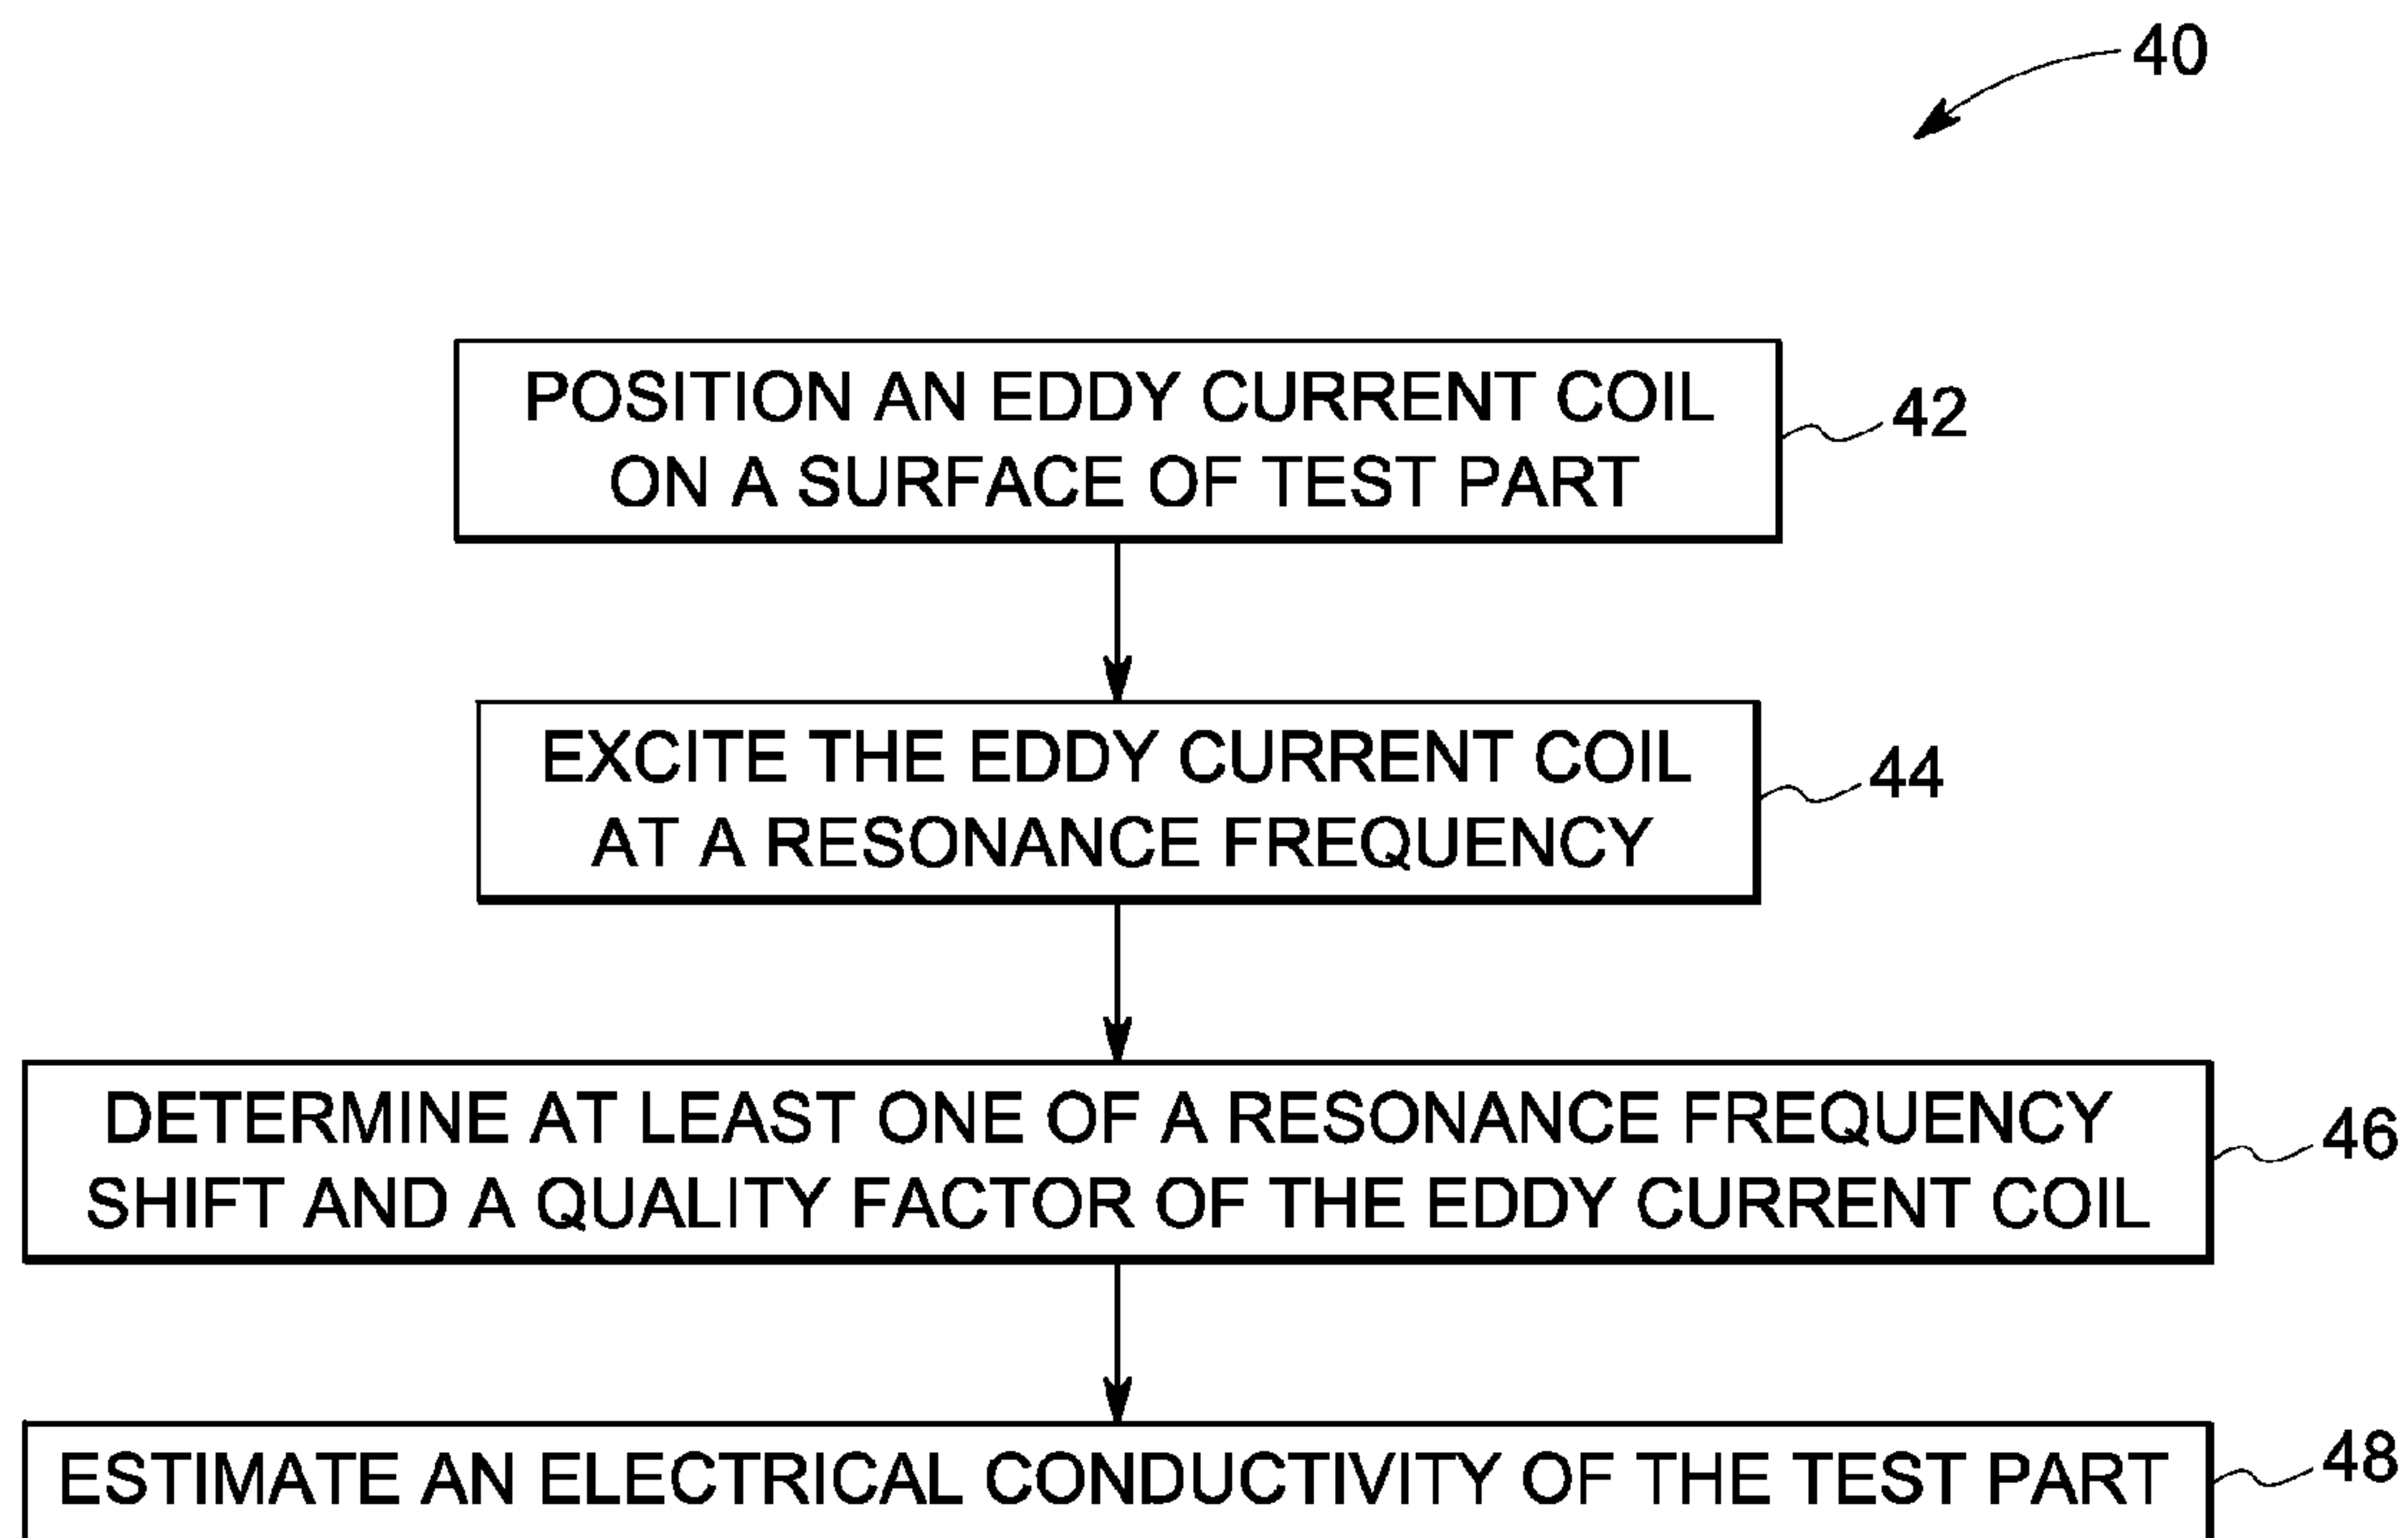 40
POSITION AN EDDY CURRENT COIL
ON A SURFACE OF TEST PART
42
EXCITE THE EDDY CURRENT COIL
AT A RESONANCE FREQUENCY
44
DETERMINE AT LEAST ONE OF A RESONANCE FREQUENCY
SHIFT AND A QUALITY FACTOR OF THE EDDY CURRENT COIL
46
ESTIMATE AN ELECTRICAL CONDUCTIVITY OF THE TEST PART
48